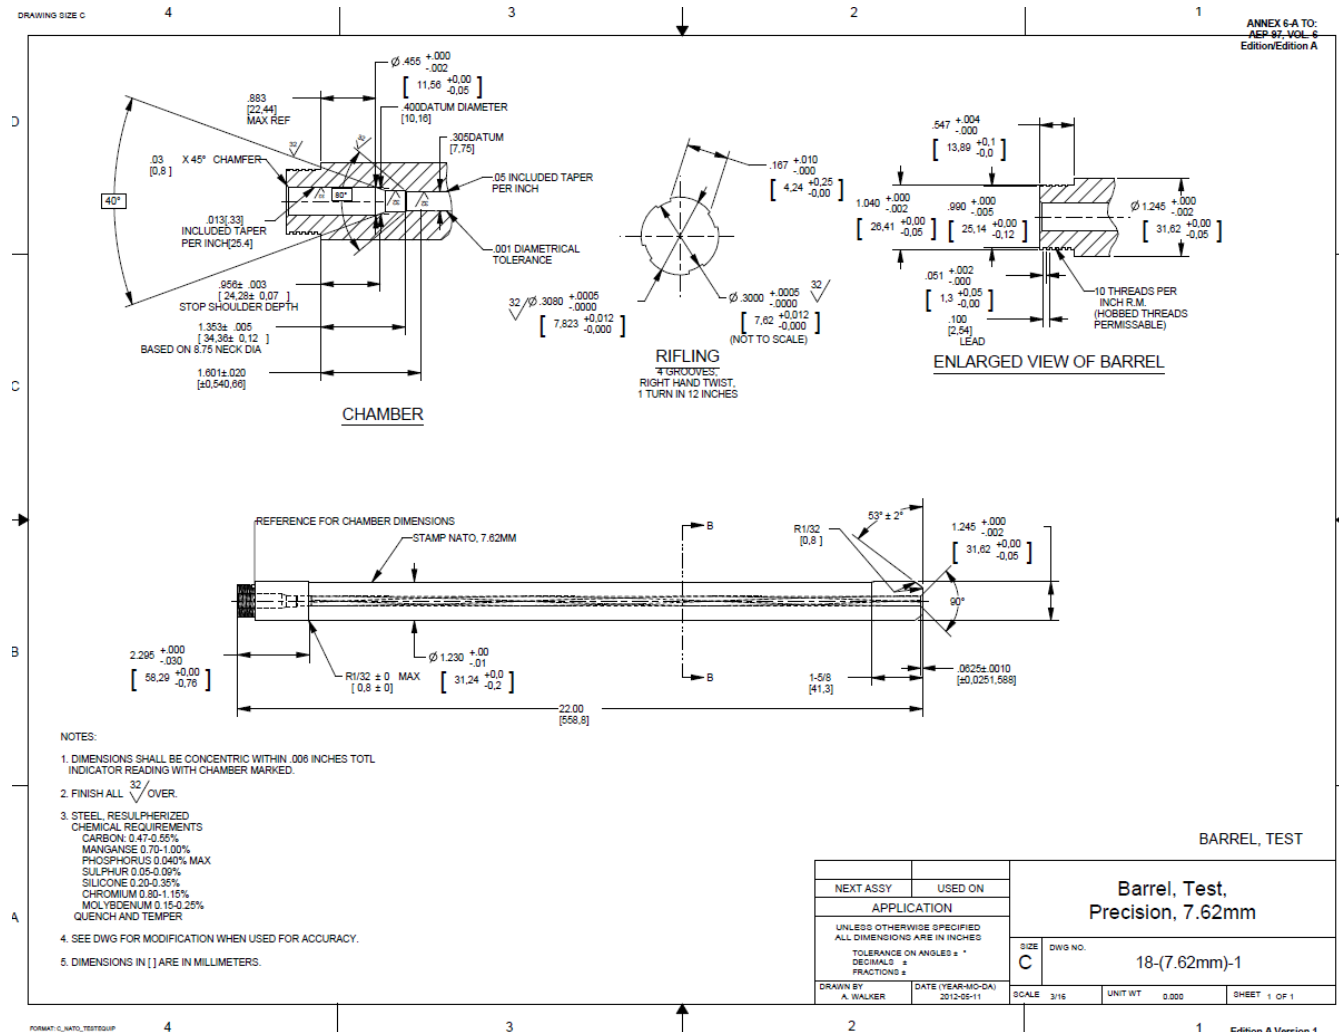 DRAWING SIZE C
4
3
2
1
ANNEX 6-A TO:
AEP 97, VOL. 6
Edition/Edition A
D
C
B
A
.883
[22,44]
MAX REF
Ø .455 +.000
-.002
[ 11,56 +0,00
-0,05 ]
.400DATUM DIAMETER
[10,16]
.305DATUM
[7,75]
32
32
.03
[0,8 ]
X 45° CHAMFER
40°
80°
32
32
32
.05 INCLUDED TAPER
PER INCH
.013[.33]
INCLUDED TAPER
PER INCH[25.4]
.001 DIAMETRICAL
TOLERANCE
.956± .003
[ 24,28± 0,07 ]
STOP SHOULDER DEPTH
1.353± .005
[ 34,36± 0,12 ]
BASED ON 8.75 NECK DIA
1.601±.020
[±0,540,66]
CHAMBER
.167 +.010
-.000
[ 4,24 +0,25
-0,00 ]
32
Ø.3080 +.0005
-.0000
[ 7,823 +0,012
-0,000 ]
Ø .3000 +.0005
-.0000
32
[ 7,62 +0,012
-0,000 ]
(NOT TO SCALE)
RIFLING
4 GROOVES,
RIGHT HAND TWIST,
1 TURN IN 12 INCHES
.547 +.004
-.000
[ 13,89 +0,1
-0,0 ]
1.040 +.000
-.002
[ 26,41 +0,00
-0,05 ]
.990 +.000
-.005
[ 25,14 +0,00
-0,12 ]
Ø 1.245 +.000
-.002
[ 31,62 +0,00
-0,05 ]
.051 +.002
-.000
[ 1,3 +0,05
-0,00 ]
.100
[2,54]
LEAD
10 THREADS PER
INCH R.M.
(HOBBED THREADS
PERMISSABLE)
ENLARGED VIEW OF BARREL
REFERENCE FOR CHAMBER DIMENSIONS
STAMP NATO, 7.62MM
B
B
R1/32
[0,8 ]
53° ± 2°
1.245 +.000
-.002
[ 31,62 +0,00
-0,05 ]
90°
2.295 +.000
-.030
[ 58,29 +0,00
-0,76 ]
R1/32 ± 0 MAX
[ 0,8 ± 0]
Ø 1.230 +.00
-.01
[ 31,24 +0,0
-0,2 ]
1-5/8
[41,3]
.0625±.0010
[±0,0251,588]
22.00
[558,8]
NOTES:
1. DIMENSIONS SHALL BE CONCENTRIC WITHIN .006 INCHES TOTL
INDICATOR READING WITH CHAMBER MARKED.
2. FINISH ALL 32 OVER.
3. STEEL, RESULPHERIZED
CHEMICAL REQUIREMENTS
CARBON: 0.47-0.55%
MANGANSE 0.70-1.00%
PHOSPHORUS 0.040% MAX
SULPHUR 0.05-0.09%
SILICONE 0.20-0.35%
CHROMIUM 0.80-1.15%
MOLYBDENUM 0.15-0.25%
QUENCH AND TEMPER
4. SEE DWG FOR MODIFICATION WHEN USED FOR ACCURACY.
5. DIMENSIONS IN [ ] ARE IN MILLIMETERS.
BARREL, TEST
NEXT ASSY
USED ON
APPLICATION
UNLESS OTHERWISE SPECIFIED
ALL DIMENSIONS ARE IN INCHES
TOLERANCE ON ANGLES ± °
DECIMALS ±
FRACTIONS ±
DRAWN BY
A. WALKER
DATE (YEAR-MO-DA)
2012-05-11
Barrel, Test,
Precision, 7.62mm
SIZE
C
DWG NO.
18-(7.62mm)-1
SCALE 3/16
UNIT WT 0.000
SHEET 1 OF 1
FORMAT: C_NATO_TESTEQUIP
4
3
2
1
Edition A Version 1